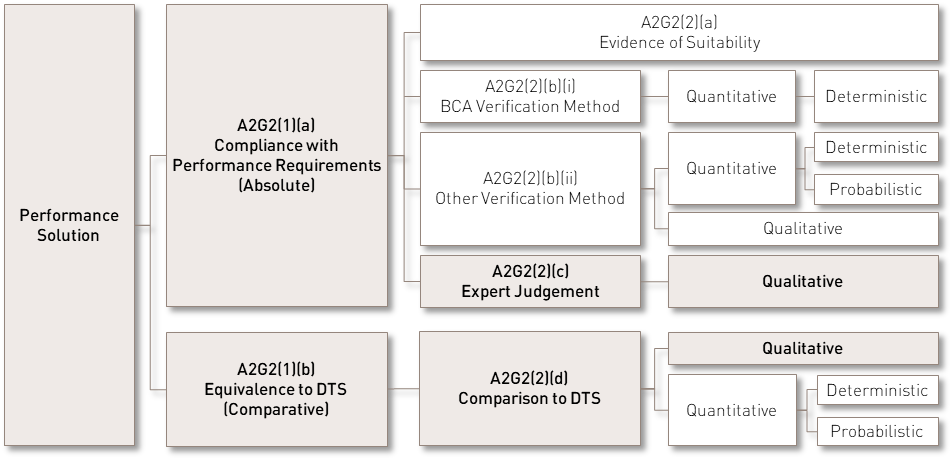 Performance
Solution
A2G2(1)(a)
Compliance with
Performance Requirements
(Absolute)
A2G2(2)(a)
Evidence of Suitability
A2G2(2)(b)(i)
BCA Verification Method
Quantitative
Deterministic
A2G2(2)(b)(ii)
Other Verification Method
Quantitative
Deterministic
Probabilistic
Qualitative
A2G2(2)(c)
Expert Judgement
Qualitative
A2G2(1)(b)
Equivalence to DTS
(Comparative)
A2G2(2)(d)
Comparison to DTS
Qualitative
Quantitative
Deterministic
Probabilistic